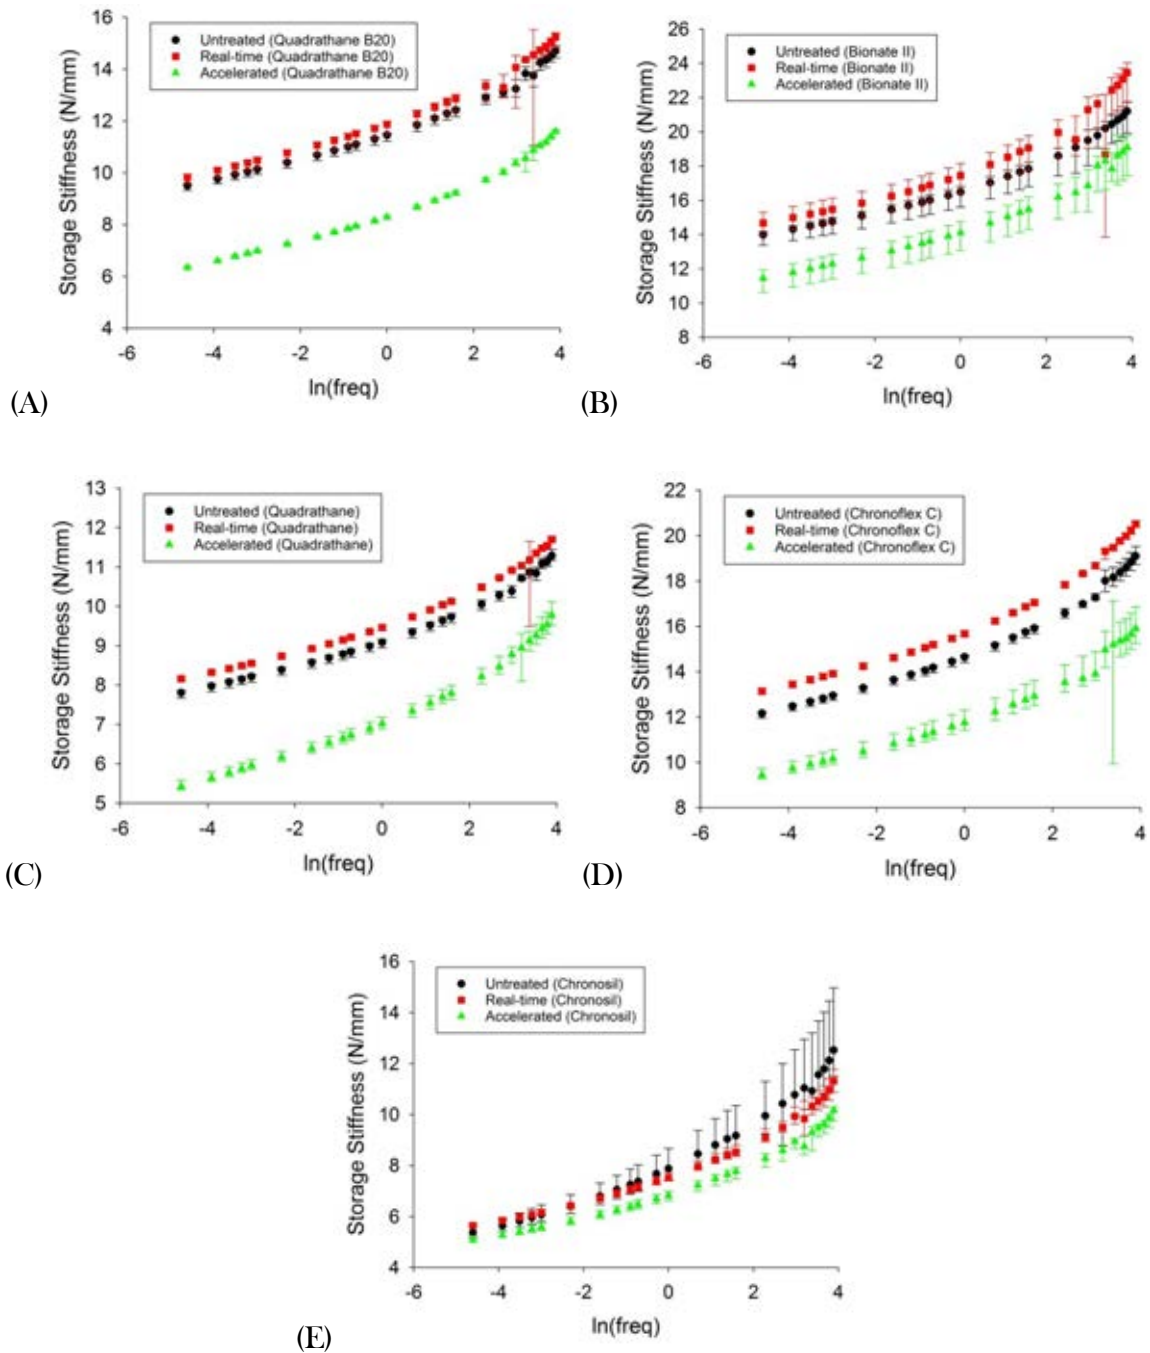 16
14
12
10
8
6
4
Storage Stiffness (N/mm)
Untreated (Quadrathane B20)
Real-time (Quadrathane B20)
Accelerated (Quadrathane B20)
-6 -4 -2 0 2 4
ln(freq)
(A)
26
24
22
20
18
16
14
12
10
8
Storage Stiffness (N/mm)
Untreated (Bionate II)
Real-time (Bionate II)
Accelerated (Bionate II)
-6 -4 -2 0 2 4
ln(freq)
(B)
13
12
11
10
9
8
7
6
5
Storage Stiffness (N/mm)
Untreated (Quadrathane)
Real-time (Quadrathane)
Accelerated (Quadrathane)
-6 -4 -2 0 2 4
ln(freq)
(C)
22
20
18
16
14
12
10
8
Storage Stiffness (N/mm)
Untreated (Chronoflex C)
Real-time (Chronoflex C)
Accelerated (Chronoflex C)
-6 -4 -2 0 2 4
ln(freq)
(D)
16
14
12
10
8
6
4
Storage Stiffness (N/mm)
Untreated (Chronosil)
Real-time (Chronosil)
Accelerated (Chronosil)
-6 -4 -2 0 2 4
ln(freq)
(E)